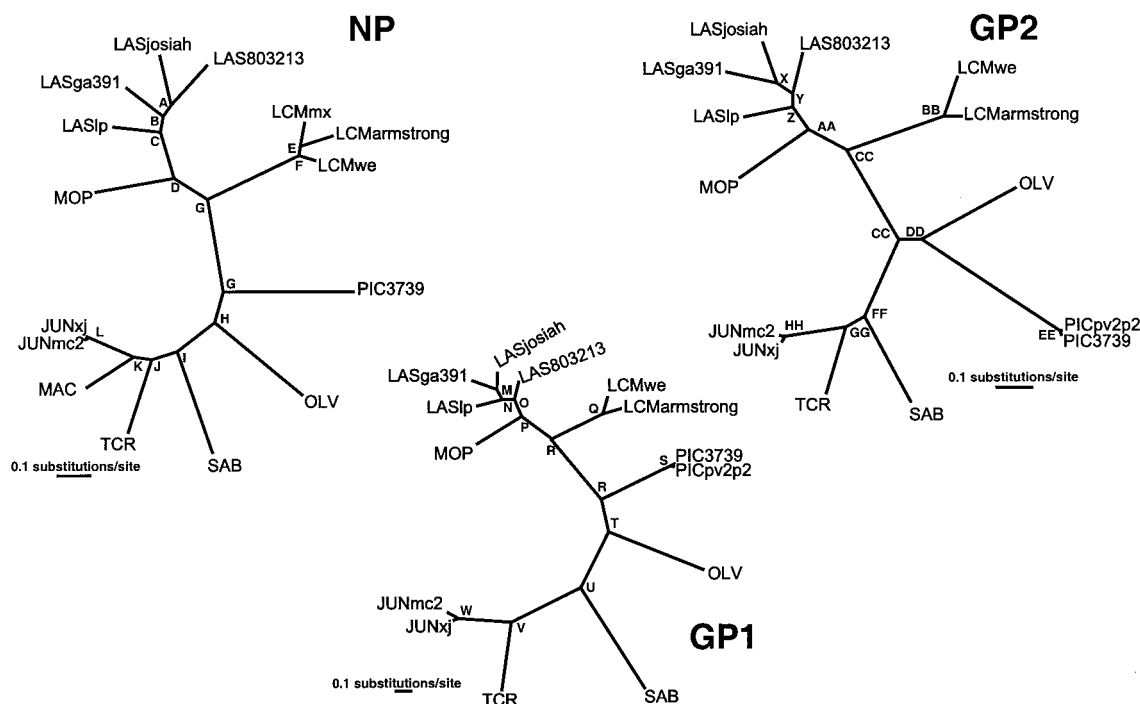 NP
LASjosiah
LAS803213
LASga391
A
B
LASlp
C
LCMmx
LCMarmstrong
E
F
LCMwe
MOP
D
G
G
PIC3739
H
JUNxj
L
JUNmc2
K
J
I
MAC
OLV
TCR
SAB
0.1 substitutions/site
GP2
LASjosiah
LAS803213
LASga391
X
Y
LCMwe
LASlp
Z
BB
LCMarmstrong
AA
CC
MOP
OLV
CC
DD
FF
JUNmc2
HH
GG
JUNxj
EE
PICpv2p2
PIC3739
0.1 substitutions/site
TCR
SAB
LASjosiah
LAS803213
LASga391
M
LASlp
N
O
LCMwe
Q
LCMarmstrong
P
MOP
R
S
PIC3739
PICpv2p2
R
T
OLV
U
JUNmc2
W
JUNxj
V
GP1
0.1 substitutions/site
TCR
SAB